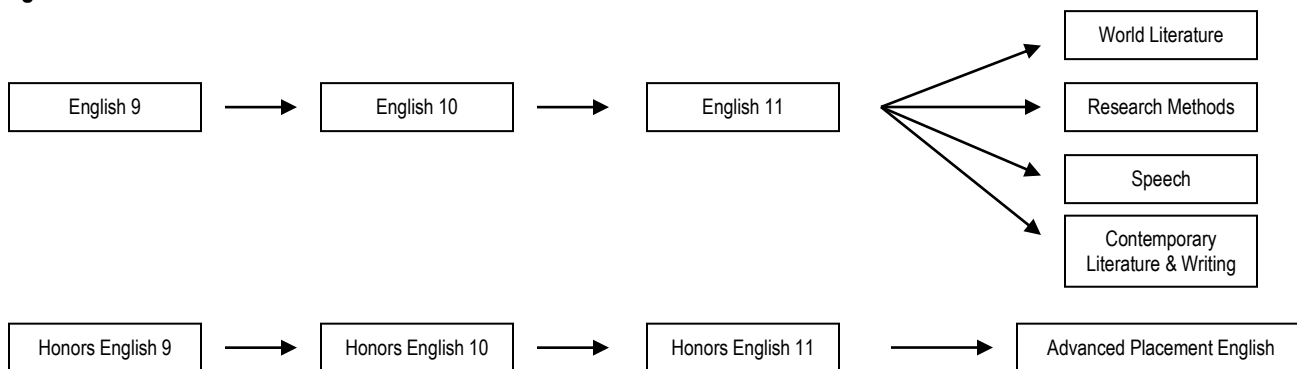 World Literature
English 9
English 10
English 11
Research Methods
Speech
Contemporary
Literature & Writing
Honors English 9
Honors English 10
Honors English 11
Advanced Placement English